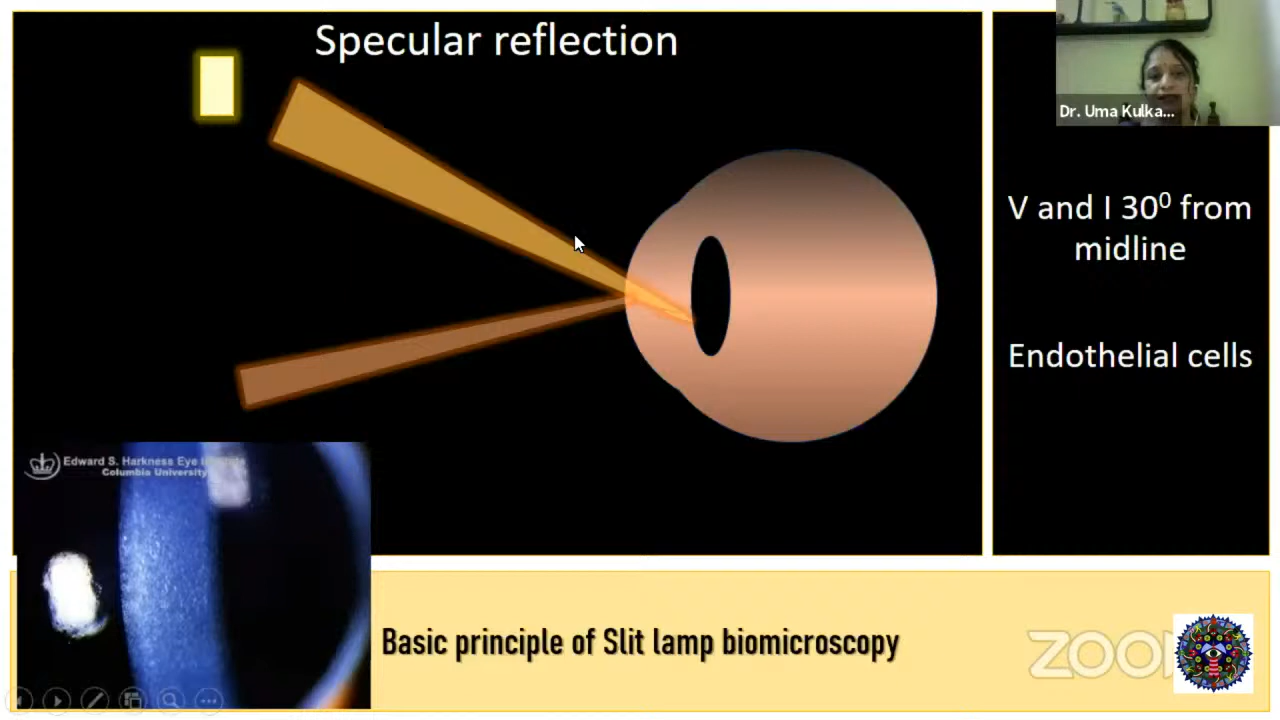 Specular reflection
Dr. Uma Kulka...
V and I 30⁰ from
midline
Endothelial cells
Edward S. Harkness Eye
Columbia University
Basic principle of Slit lamp biomicroscopy